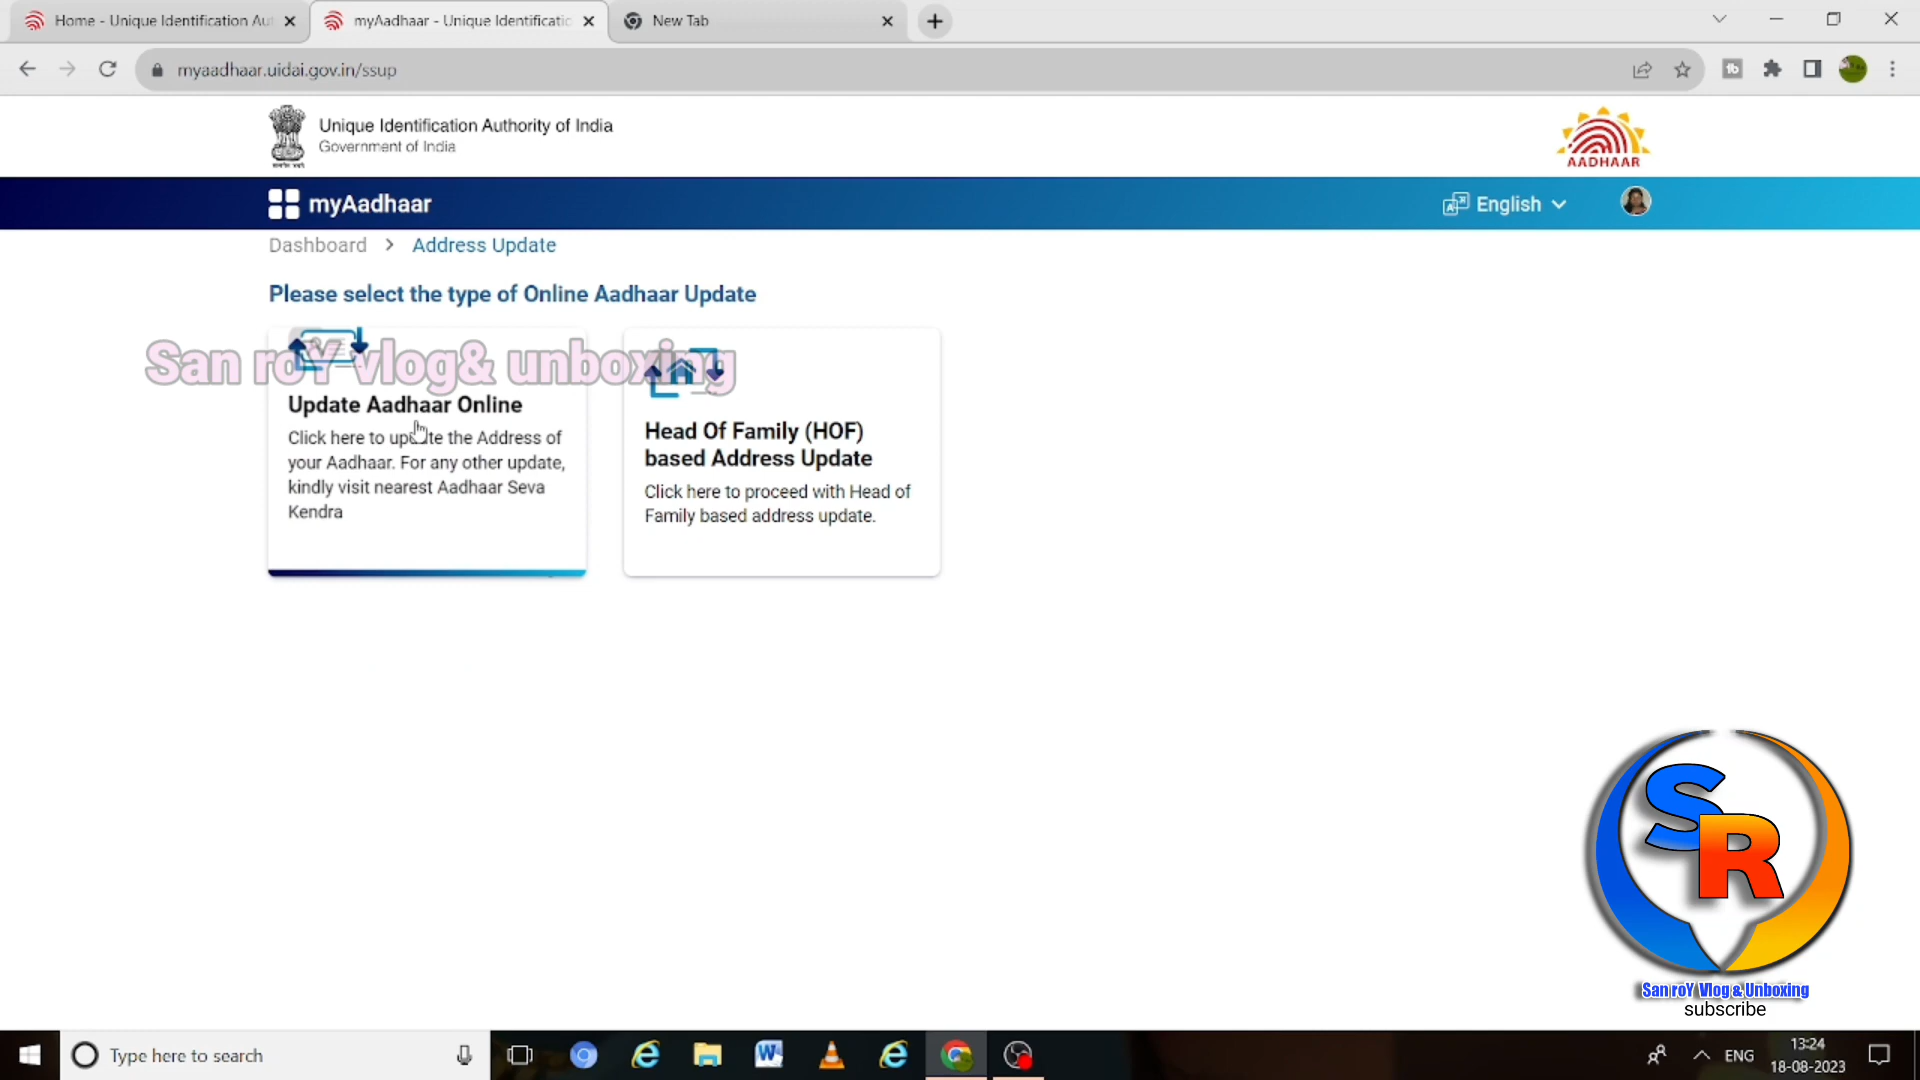 Home - Unique Identification Aut
myAadhaar - Unique Identificatic
New Tab
myaadhaar.uidai.gov.in/ssup
Unique Identification Authority of India
Government of India
AADHAAR
myAadhaar
English
Dashboard > Address Update
Please select the type of Online Aadhaar Update
San roY vlog& unboxing
Update Aadhaar Online
Click here to update the Address of
your Aadhaar. For any other update,
kindly visit nearest Aadhaar Seva
Kendra
Head Of Family (HOF)
based Address Update
Click here to proceed with Head of
Family based address update.
SR
San roY Vlog & Unboxing
subscribe
Type here to search
ENG
13:24
18-08-2023